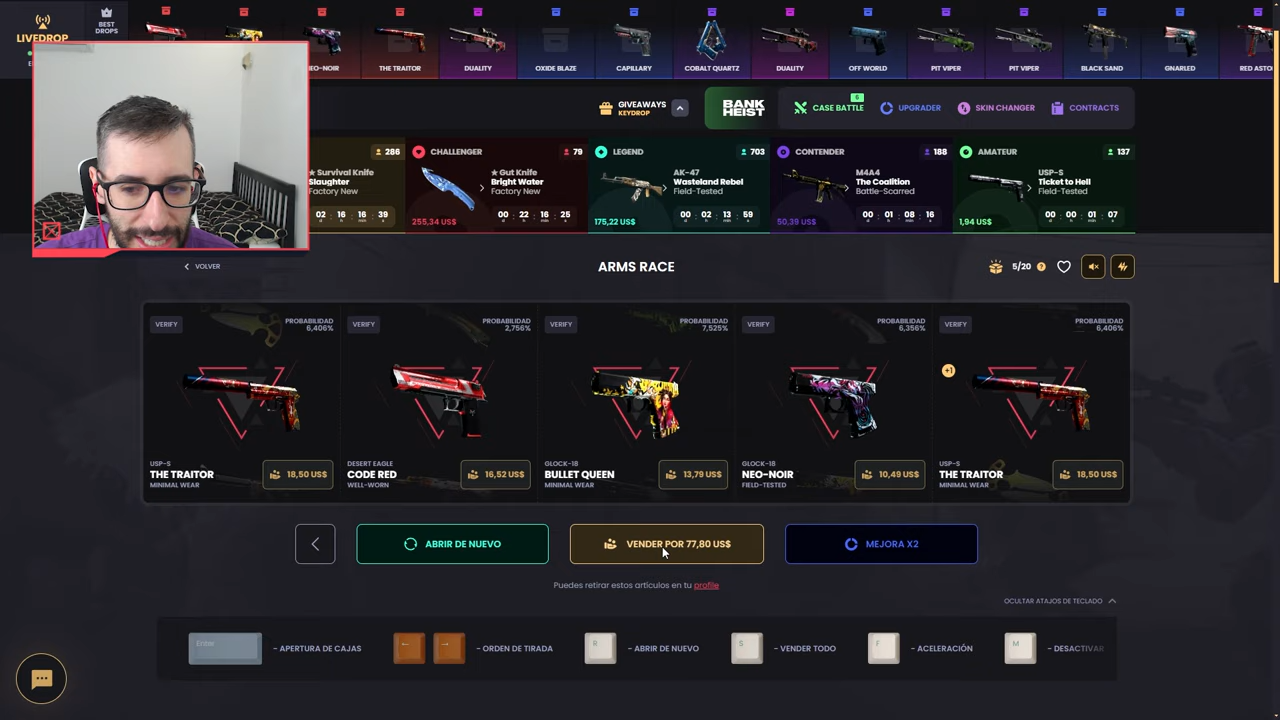 LIVEDROP
BEST
DROPS
THE TRAITOR
DUALITY
OXIDE BLAZE
CAPILLARY
COBALT QUARTZ
DUALITY
OFF WORLD
PIT VIPER
PIT VIPER
BLACK SAND
GNARLED
GIVEAWAYS
KEYDROP
BANK
HEIST
6
CASE BATTLE
UPGRADER
SKIN CHANGER
CONTRACTS
286
★ Survival Knife
Slaughter
Factory New
02 16 16 39
CHALLENGER
79
★ Gut Knife
Bright Water
Factory New
255,34 US$
00 22 16 25
LEGEND
703
AK-47
Wasteland Rebel
Field-Tested
175,22 US$
00 02 13 59
CONTENDER
188
M4A4
The Coalition
Battle-Scarred
50,39 US$
00 01 08 16
AMATEUR
137
USP-S
Ticket to Hell
Field-Tested
1,94 US$
00 00 01 07
VOLVER
ARMS RACE
5/20
?
VERIFY
PROBABILIDAD
6,406%
USP-S
THE TRAITOR
MINIMAL WEAR
18,50 US$
VERIFY
PROBABILIDAD
2,756%
DESERT EAGLE
CODE RED
WELL-WORN
16,52 US$
VERIFY
PROBABILIDAD
7,525%
GLOCK-18
BULLET QUEEN
MINIMAL WEAR
13,79 US$
VERIFY
PROBABILIDAD
6,356%
GLOCK-18
NEO-NOIR
FIELD-TESTED
10,49 US$
VERIFY
PROBABILIDAD
6,406%
+1
USP-S
THE TRAITOR
MINIMAL WEAR
18,50 US$
ABRIR DE NUEVO
VENDER POR 77,80 US$
MEJORA X2
Puedes retirar estos artículos en tu profile
OCULTAR ATAJOS DE TECLADO
Enter
- APERTURA DE CAJAS
- ORDEN DE TIRADA
R
- ABRIR DE NUEVO
S
- VENDER TODO
F
- ACELERACIÓN
M
- DESACTIVAR